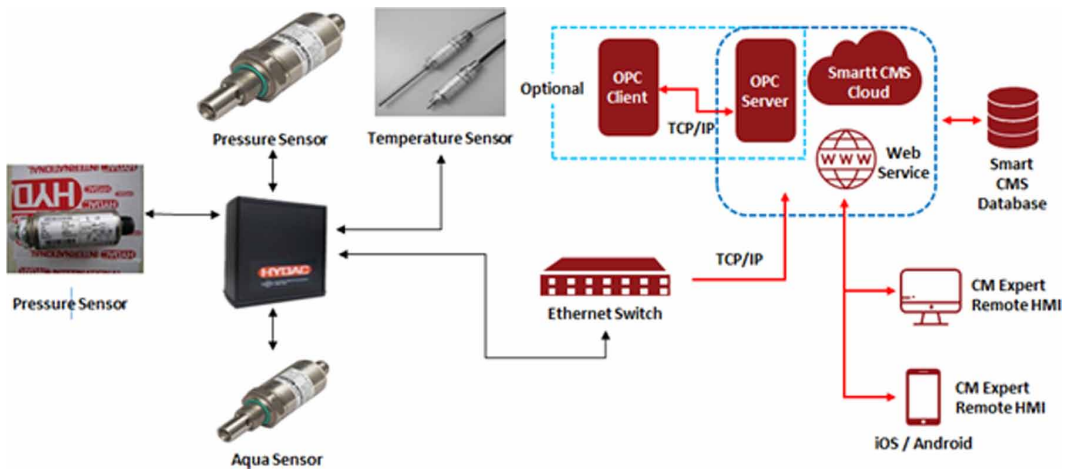 Pressure Sensor
Temperature Sensor
HYD
INTERNATIONAL
Pressure Sensor
HYDAC
Aqua Sensor
Optional
OPC
Client
TCP/IP
OPC
Server
Smartt CMS
Cloud
WWW
Web
Service
Smart
CMS
Database
TCP/IP
Ethernet Switch
CM Expert
Remote HMI
CM Expert
Remote HMI
iOS / Android